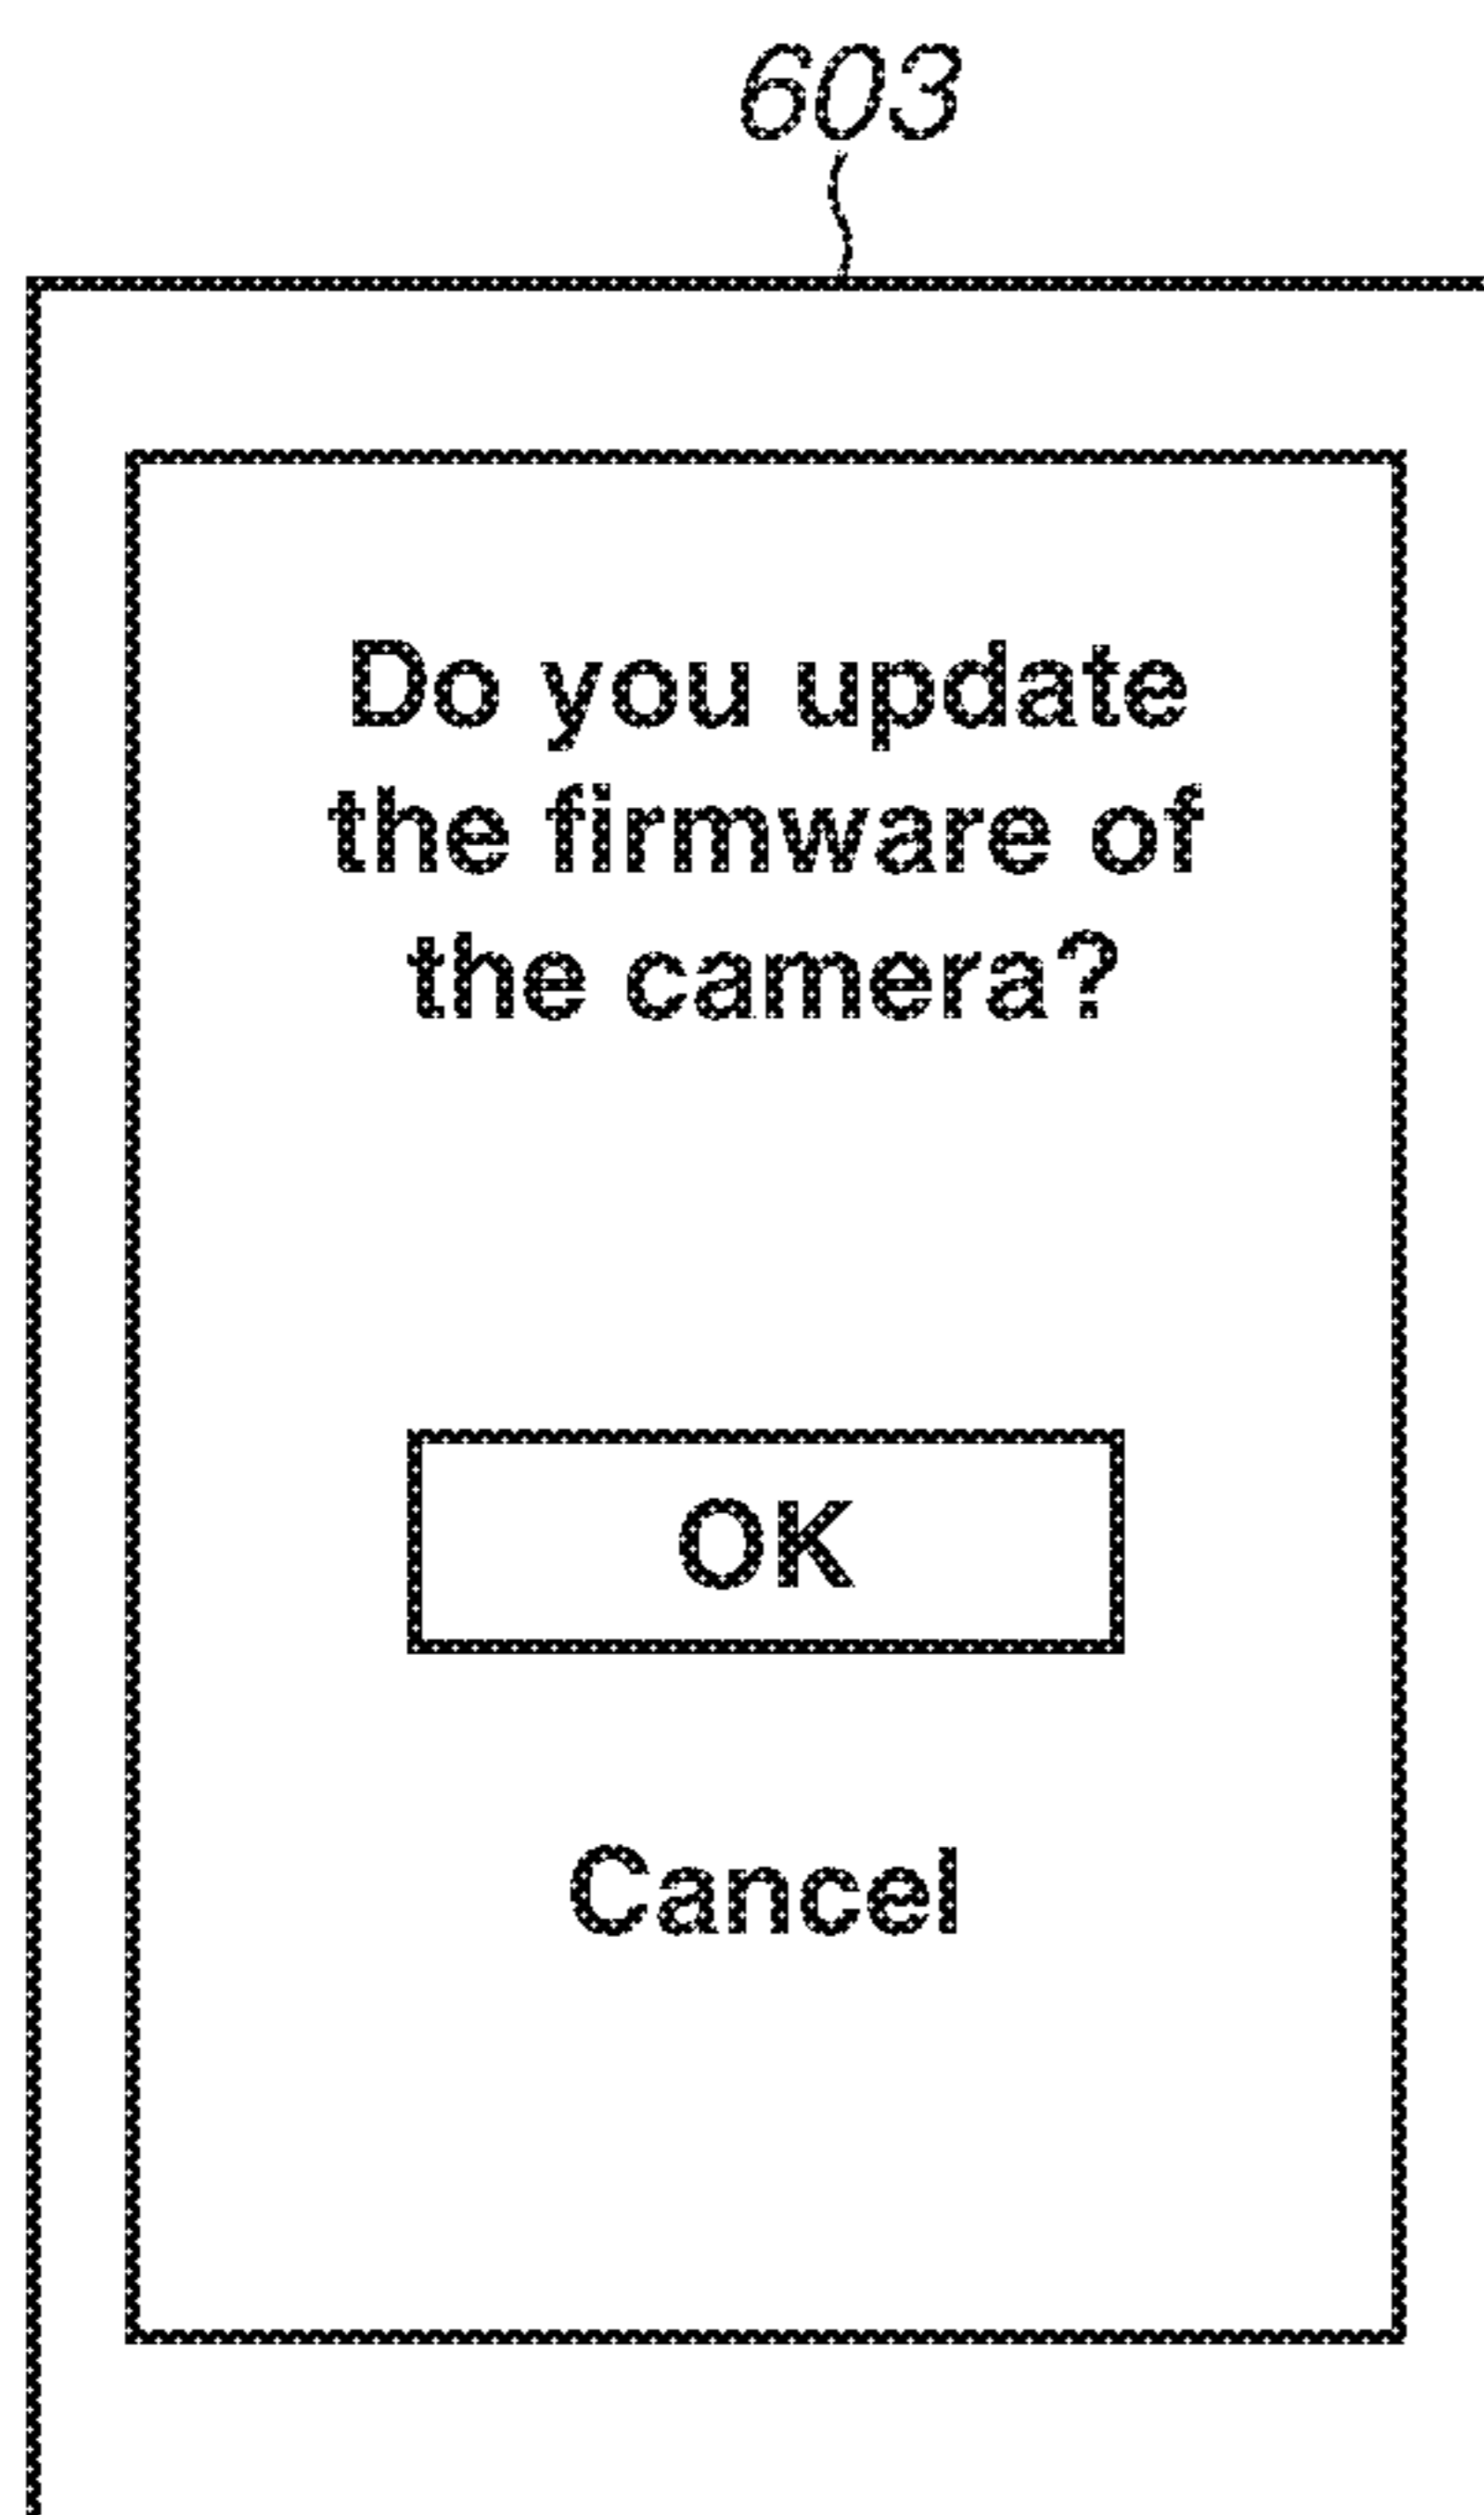 603
Do you update
the firmware of
the camera?
OK
Cancel